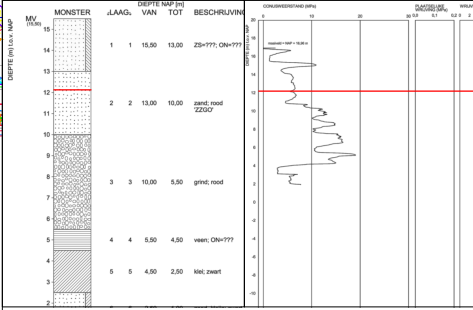 DIEPTE NAP [m]
MV MONSTER LAAG VAN TOT BESCHRIJVING
(15,50)
DIEPTE (m) t.o.v. NAP
15
14
13
12
11
10
9
8
7
6
5
4
3
2
1 1 15,50 13,00 ZS=???; ON=???
2 2 13,00 10,00 zand; rood
'ZZGO'
3 3 10,00 5,50 grind; rood
4 4 5,50 4,50 veen; ON=???
5 5 4,50 2,50 klei; zwart
CONUSWEERSTAND (MPa)
0 10 20 30
PLAATSELIJKE
WRIJVING (MPa)
0.5 0.1 0.2 0
DIEPTE (m) t.o.v. NAP
20
18
16
14
12
10
8
6
4
2
0
-2
-4
-6
-8
-10